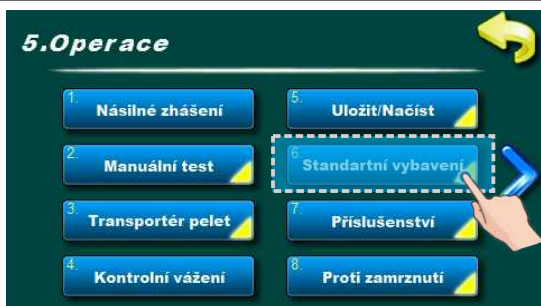 5.Operace
1. Násilné zhášení
2. Manuální test
3. Transportér pelet
4. Kontrolní vážení
5. Uložit/Načíst
6. Standartní vybavení
7. Příslušenství
8. Proti zamrznutí